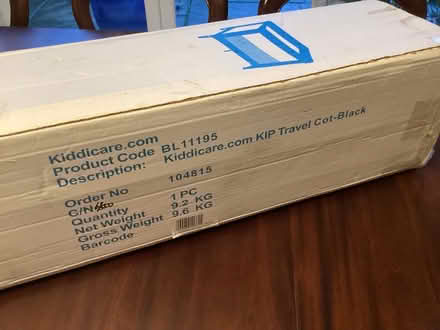 Kiddicare.com
Product Code BL11195
Description: Kiddicare.com KIP Travel Cot-Black
Order No 104815
C/N
Quantity 1 PC
Net Weight 9.2 KG
Gross Weight 9.6 KG
Barcode